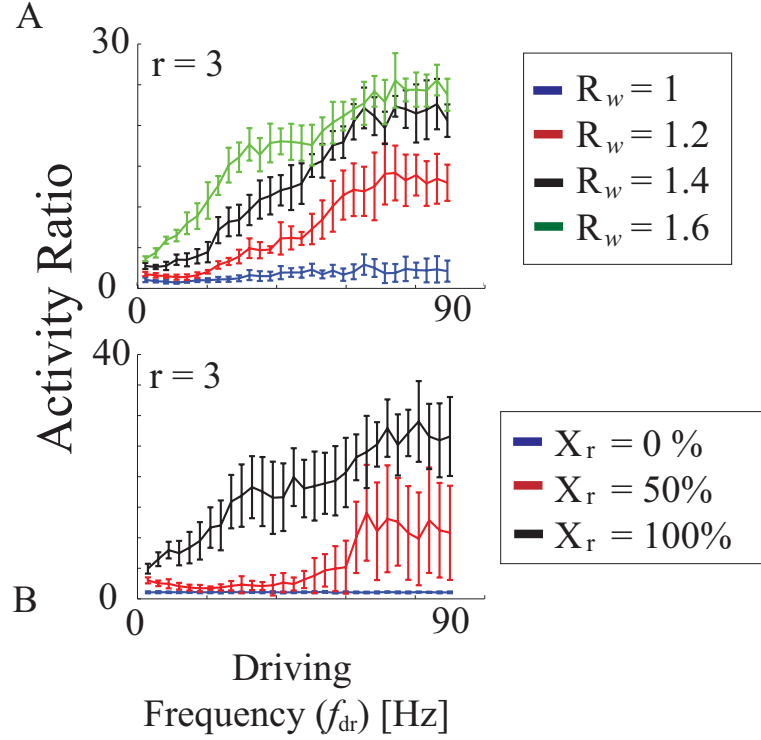 A
30
r = 3
0
0
90
R_w = 1
R_w = 1.2
R_w = 1.4
R_w = 1.6
Activity Ratio
40
r = 3
B
0
0
90
X_r = 0 %
X_r = 50%
X_r = 100%
Driving
Frequency (f_dr) [Hz]